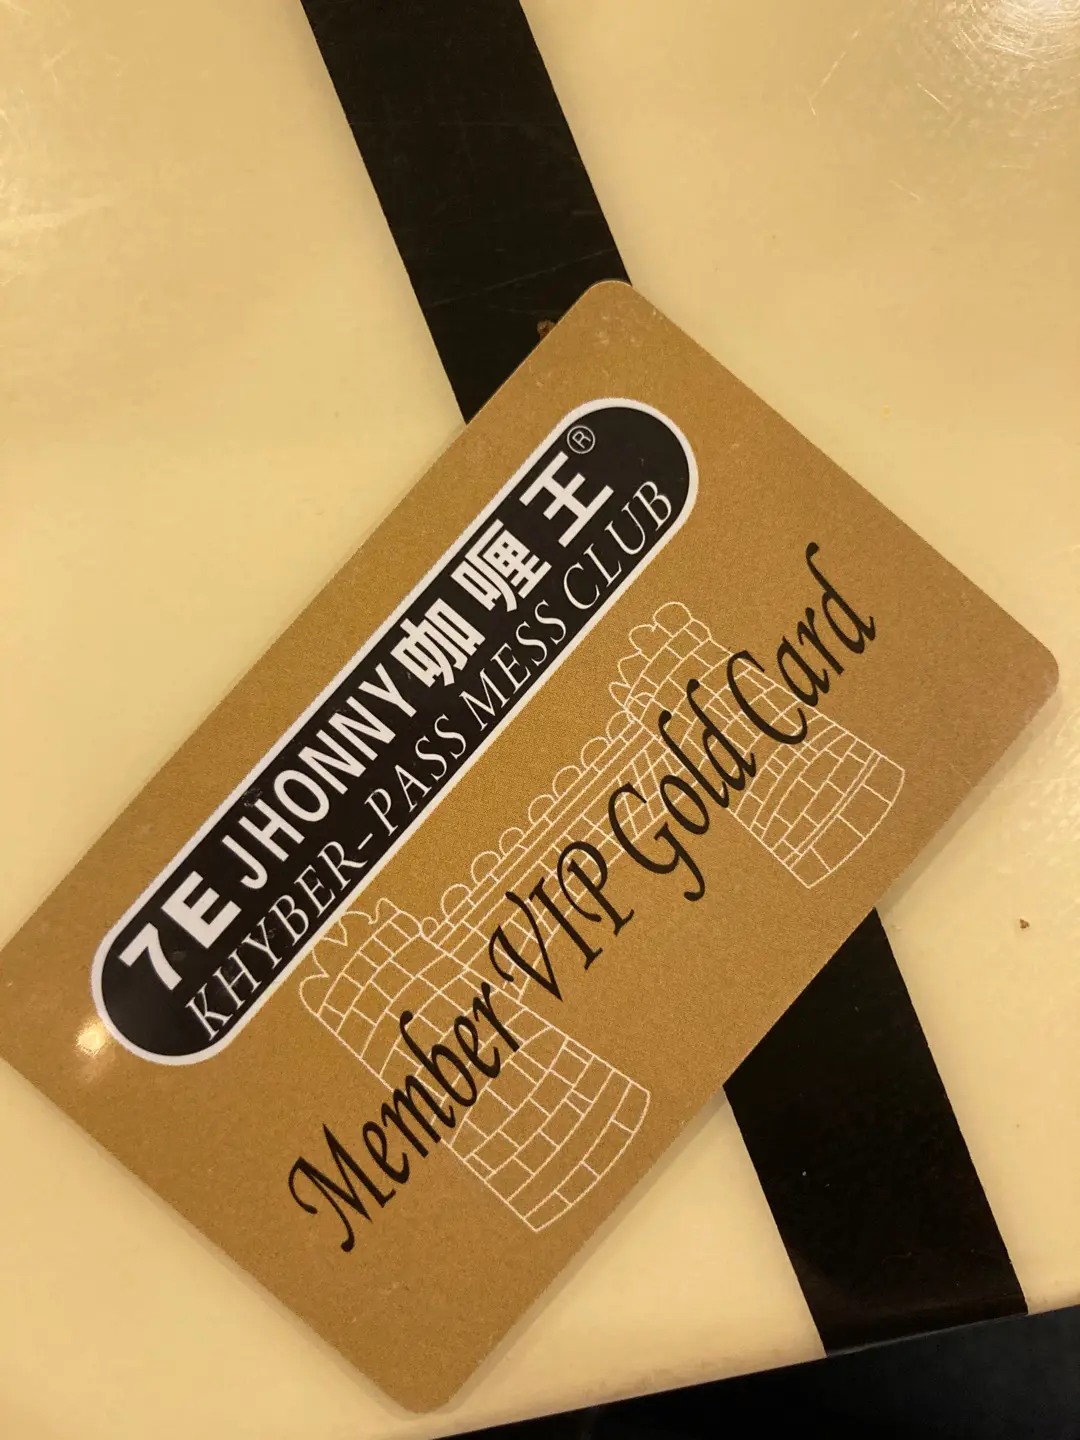 7E JHONNY咖喱王®
KHYBER-PASS MESS CLUB
Member VIP Gold Card